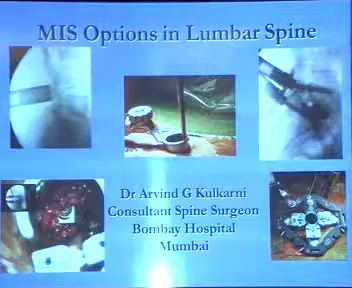 MIS Options in Lumbar Spine
Dr Arvind G Kulkarni
Consultant Spine Surgeon
Bombay Hospital
Mumbai